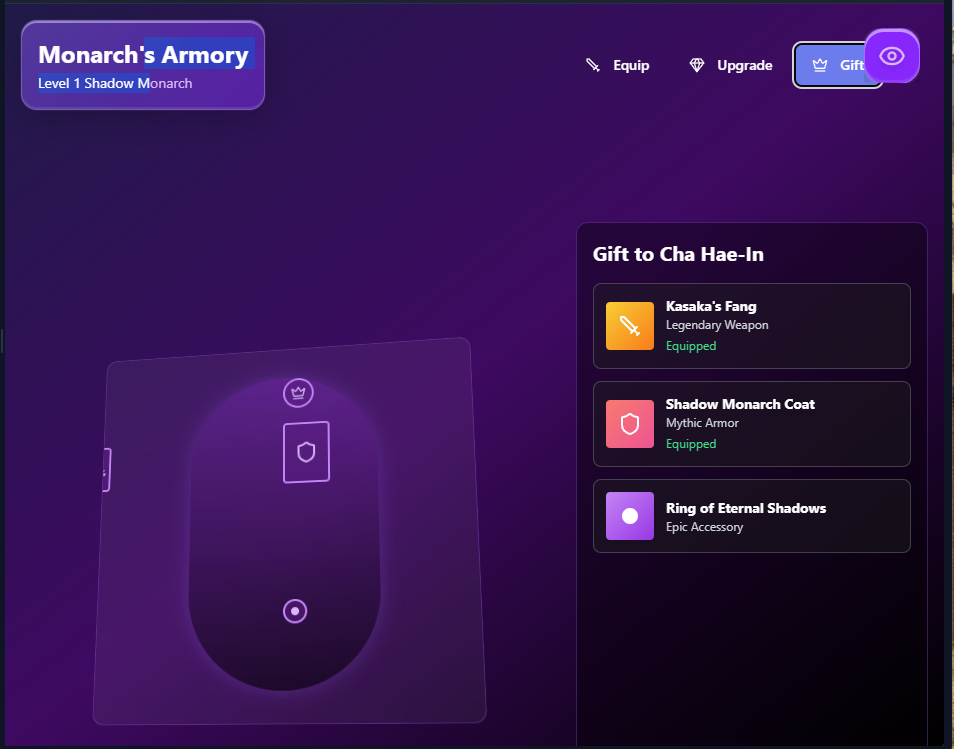 Monarch's Armory
Level 1 Shadow Monarch
Equip
Upgrade
Gift
Gift to Cha Hae-In
Kasaka's Fang
Legendary Weapon
Equipped
Shadow Monarch Coat
Mythic Armor
Equipped
Ring of Eternal Shadows
Epic Accessory